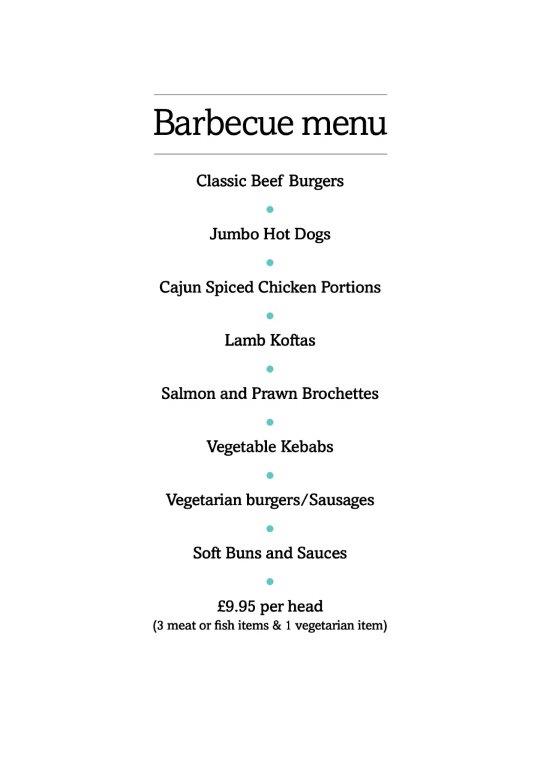 Barbecue menu
Classic Beef Burgers
Jumbo Hot Dogs
Cajun Spiced Chicken Portions
Lamb Koftas
Salmon and Prawn Brochettes
Vegetable Kebabs
Vegetarian burgers/Sausages
Soft Buns and Sauces
£9.95 per head
(3 meat or fish items & 1 vegetarian item)